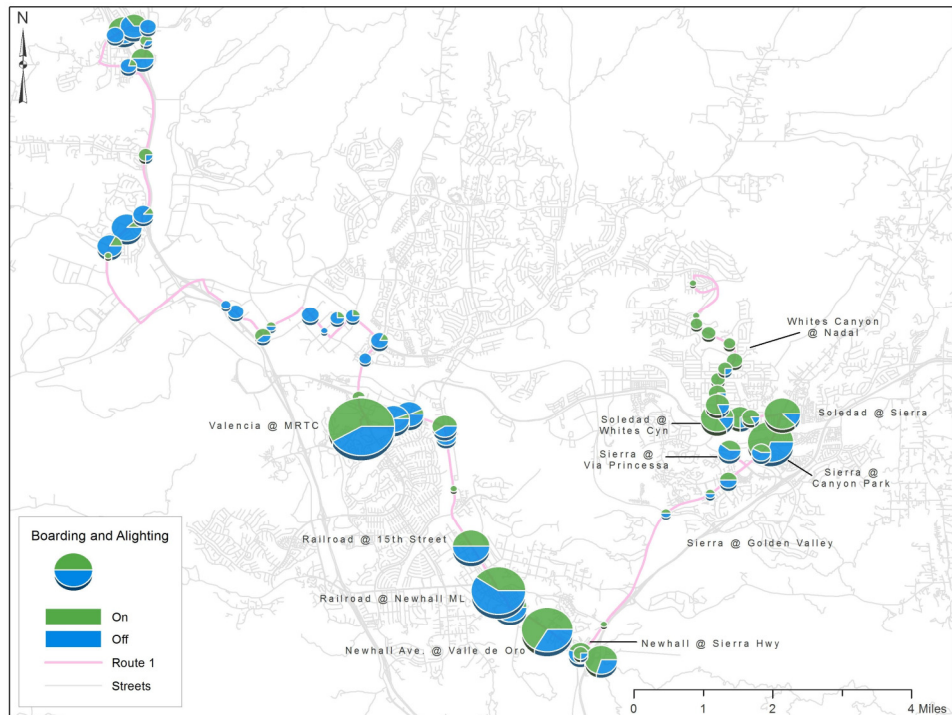 N
Whites Canyon
@ Nadal
Soledad @
Whites Cyn
Soledad @ Sierra
Valencia @ MRTC
Sierra @
Via Princessa
Sierra @
Canyon Park
Boarding and Alighting
On
Off
Route 1
Streets
Railroad @ 15th Street
Sierra @ Golden Valley
Railroad @ Newhall ML
Newhall Ave. @ Valle de Oro
Newhall @ Sierra Hwy
0 1 2 4 Miles